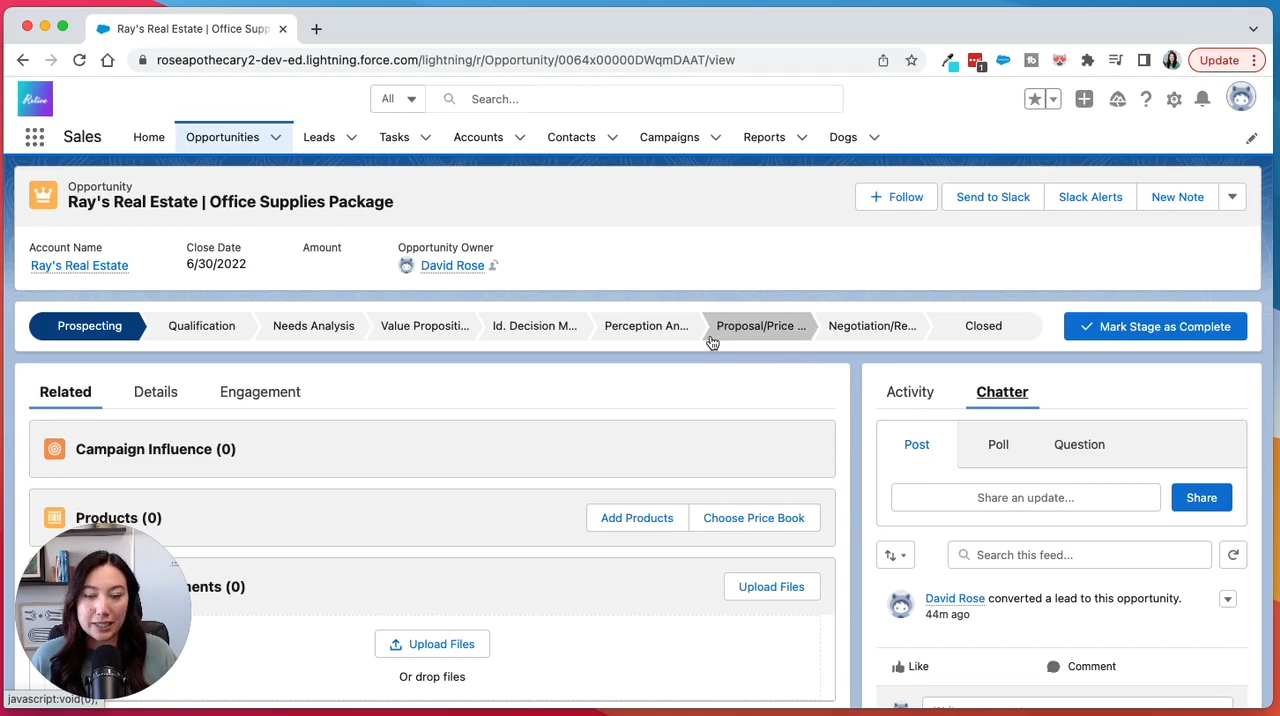 Ray's Real Estate | Office Supp
roseapothecary2-dev-ed.lightning.force.com/lightning/r/Opportunity/0064x00000DWqmDAAT/view
1
Update
Rotive
All
Search...
Sales
Home
Opportunities
Leads
Tasks
Accounts
Contacts
Campaigns
Reports
Dogs
Opportunity
Ray's Real Estate | Office Supplies Package
Follow
Send to Slack
Slack Alerts
New Note
Account Name
Close Date
Amount
Opportunity Owner
Ray's Real Estate
6/30/2022
David Rose
Prospecting
Qualification
Needs Analysis
Value Propositi...
Id. Decision M...
Perception An...
Proposal/Price ...
Negotiation/Re...
Closed
Mark Stage as Complete
Related
Details
Engagement
Campaign Influence (0)
Products (0)
Add Products
Choose Price Book
ments (0)
Upload Files
Upload Files
Or drop files
Activity
Chatter
Post
Poll
Question
Share an update...
Share
Search this feed...
David Rose converted a lead to this opportunity.
44m ago
Like
Comment
javascript:void(0);